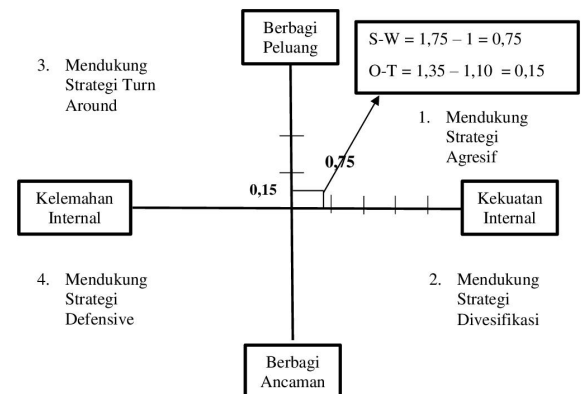 Berbagi
Peluang
S-W = 1,75 – 1 = 0,75
O-T = 1,35 – 1,10 = 0,15
3. Mendukung
Strategi Turn
Around
1. Mendukung
Strategi
Agresif
0,75
0,15
Kelemahan
Internal
Kekuatan
Internal
4. Mendukung
Strategi
Defensive
2. Mendukung
Strategi
Divesifikasi
Berbagi
Ancaman